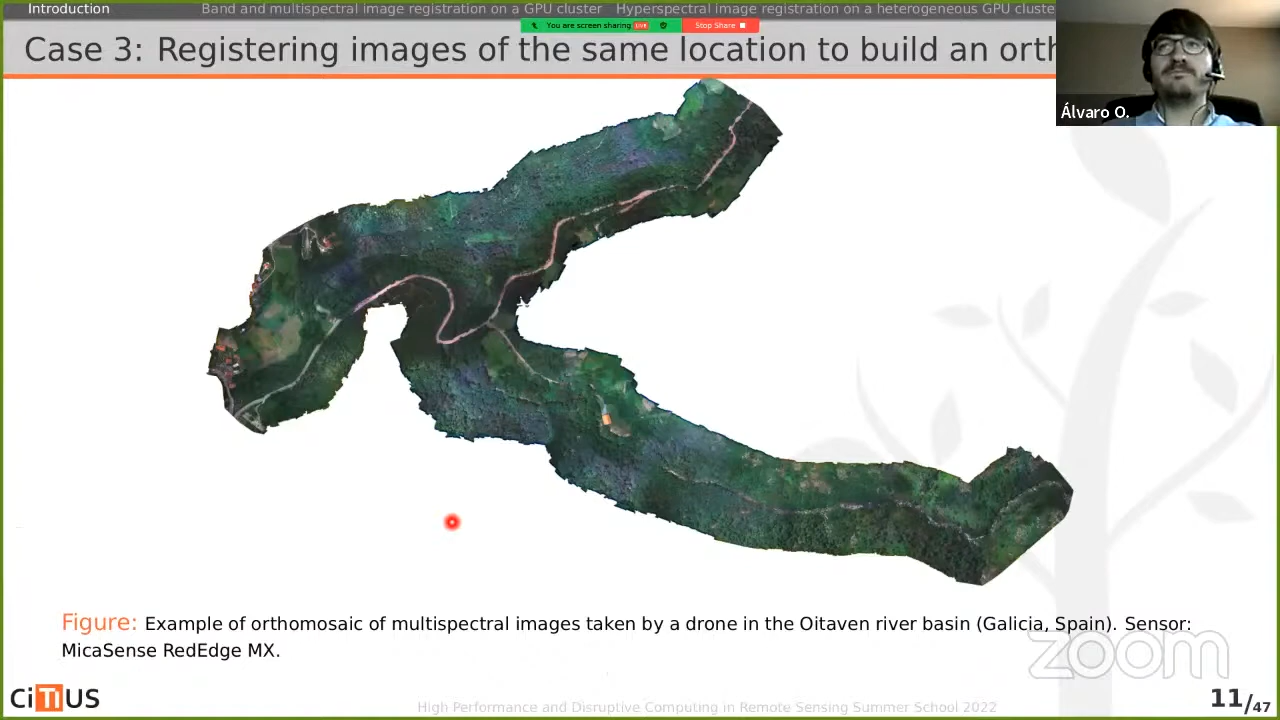 Introduction Band and multispectral image registration on a GPU cluster Hyperspectral image registration on a heterogeneous GPU cluste
You are screen sharing LIVE Stop Share
Case 3: Registering images of the same location to build an orth
Álvaro O.
Figure: Example of orthomosaic of multispectral images taken by a drone in the Oitaven river basin (Galicia, Spain). Sensor:
MicaSense RedEdge MX.
zoom
CiTIUS High Performance and Disruptive Computing in Remote Sensing Summer School 2022 11/47